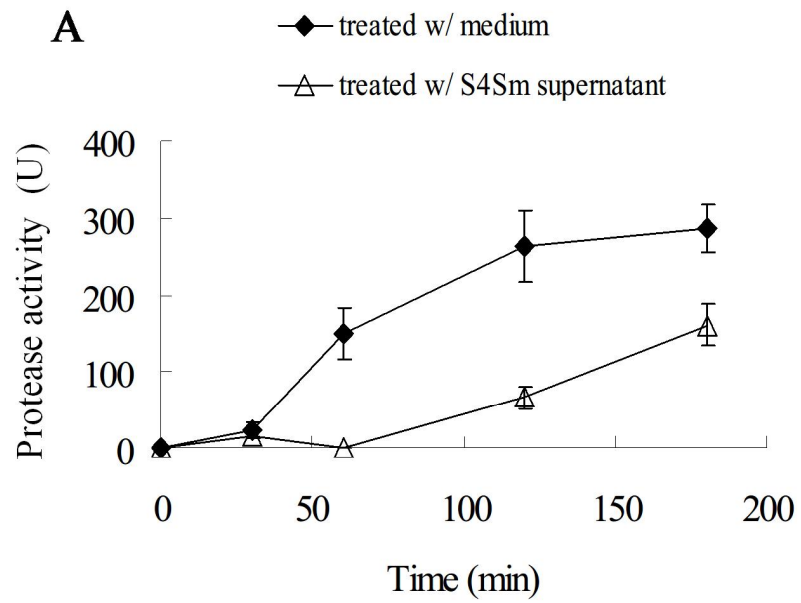 A
treated w/ medium
treated w/ S4Sm supernatant
Protease activity (U)
400
300
200
100
0
0 50 100 150 200
Time (min)